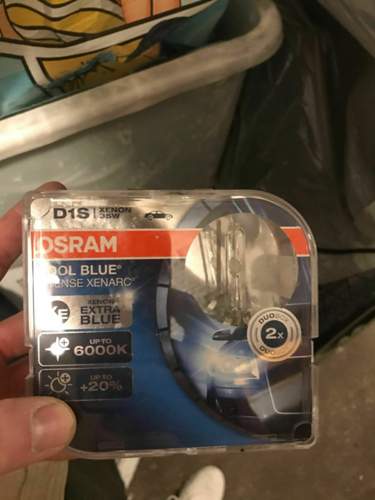 D1S XENON
35W
OSRAM
OOL BLUE®
ENSE XENARC®
XENON
EXTRA
BLUE
UP TO
6000K
UP TO
+20%
DUOBOX
2x
DUO